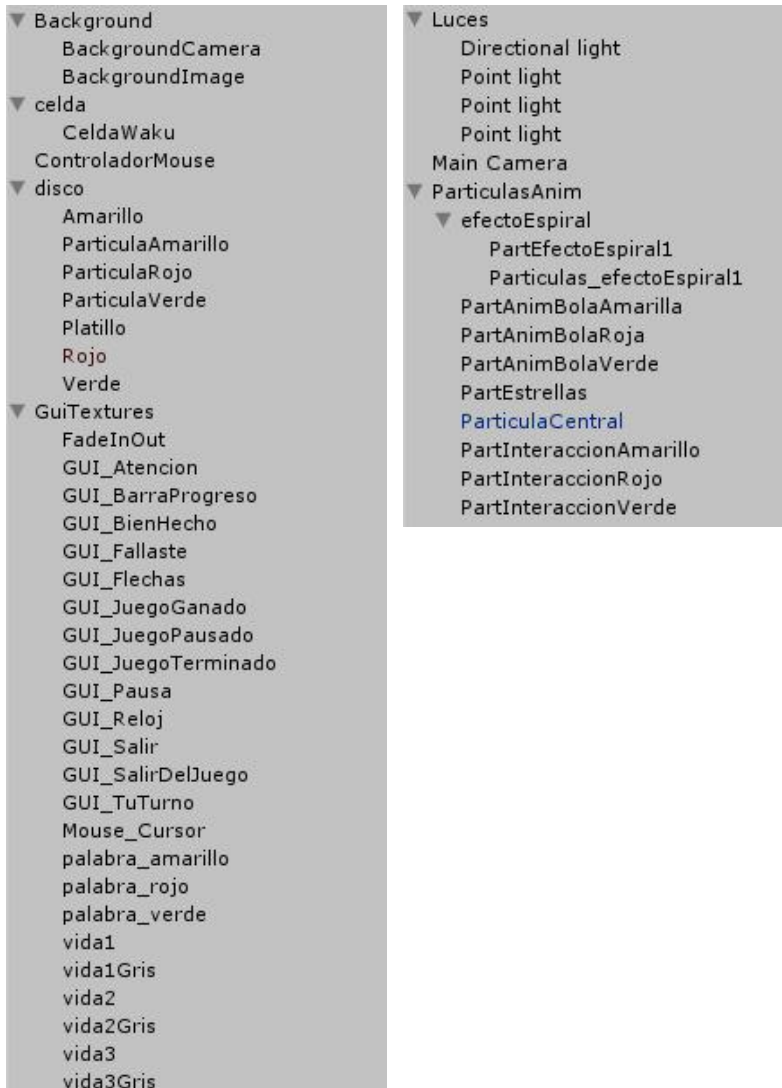 Background
BackgroundCamera
BackgroundImage
celda
CeldaWaku
ControladorMouse
disco
Amarillo
ParticulaAmarillo
ParticulaRojo
ParticulaVerde
Platillo
Rojo
Verde
GuiTextures
FadeInOut
GUI_Atencion
GUI_BarraProgreso
GUI_BienHecho
GUI_Fallaste
GUI_Flechas
GUI_JuegoGanado
GUI_JuegoPausado
GUI_JuegoTerminado
GUI_Pausa
GUI_Reloj
GUI_Salir
GUI_SalirDelJuego
GUI_TuTurno
Mouse_Cursor
palabra_amarillo
palabra_rojo
palabra_verde
vida1
vida1Gris
vida2
vida2Gris
vida3
vida3Gris
Luces
Directional light
Point light
Point light
Point light
Main Camera
ParticulasAnim
efectoEspiral
PartEfectoEspiral1
Particulas_efectoEspiral1
PartAnimBolaAmarilla
PartAnimBolaRoja
PartAnimBolaVerde
PartEstrellas
ParticulaCentral
PartInteraccionAmarillo
PartInteraccionRojo
PartInteraccionVerde